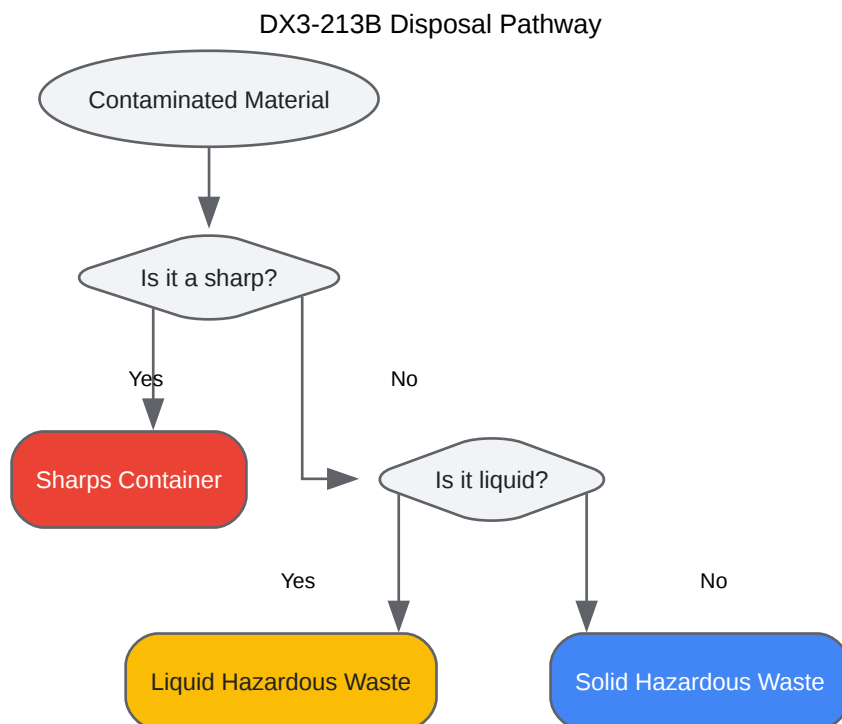 DX3-213B Disposal Pathway
Contaminated Material
Is it a sharp?
Yes
No
Sharps Container
Is it liquid?
Yes
No
Liquid Hazardous Waste
Solid Hazardous Waste